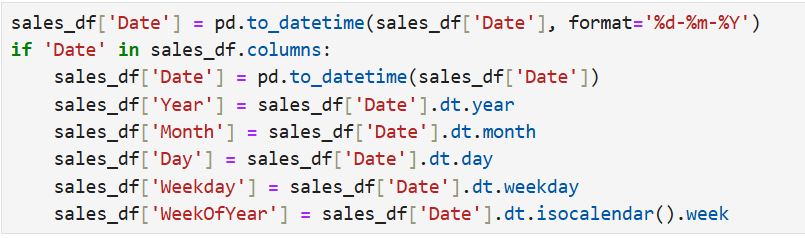 sales_df['Date'] = pd.to_datetime(sales_df['Date'], format='%d-%m-%Y')
if 'Date' in sales_df.columns:
    sales_df['Date'] = pd.to_datetime(sales_df['Date'])
    sales_df['Year'] = sales_df['Date'].dt.year
    sales_df['Month'] = sales_df['Date'].dt.month
    sales_df['Day'] = sales_df['Date'].dt.day
    sales_df['Weekday'] = sales_df['Date'].dt.weekday
    sales_df['WeekOfYear'] = sales_df['Date'].dt.isocalendar().week